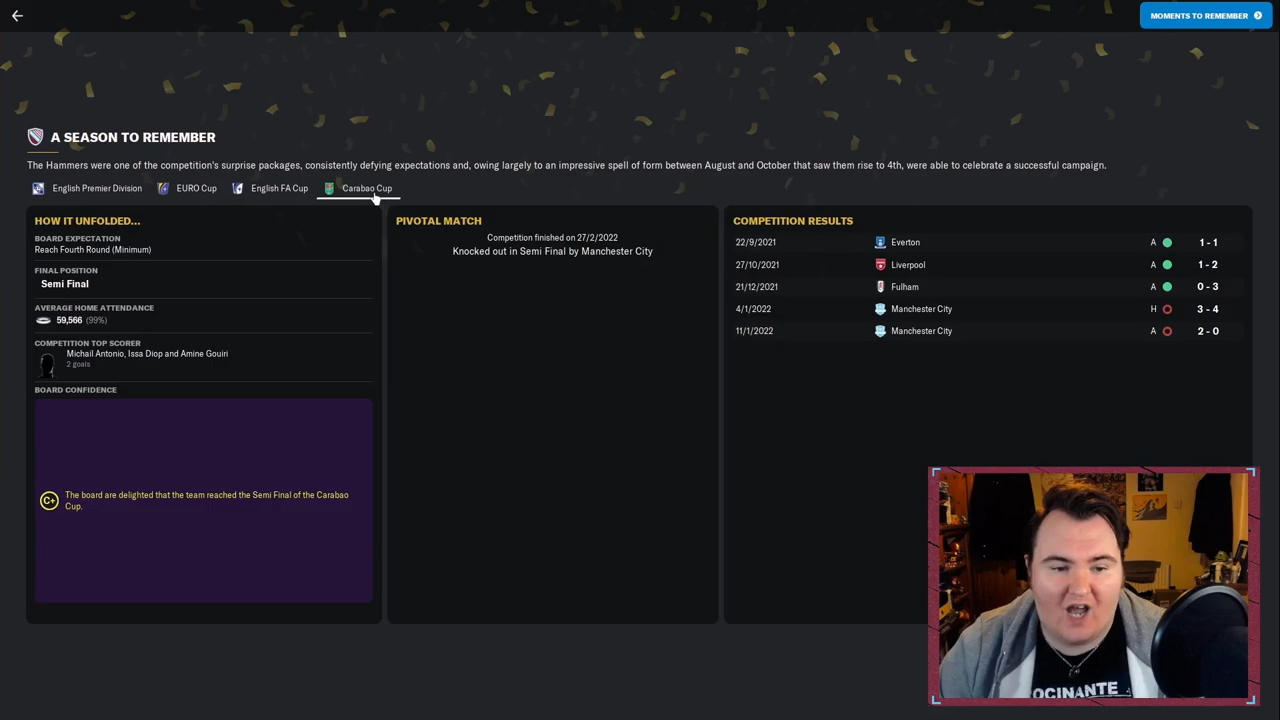 MOMENTS TO REMEMBER
A SEASON TO REMEMBER
The Hammers were one of the competition's surprise packages, consistently defying expectations and, owing largely to an impressive spell of form between August and October that saw them rise to 4th, were able to celebrate a successful campaign.
English Premier Division EURO Cup English FA Cup Carabao Cup
HOW IT UNFOLDED...
BOARD EXPECTATION
Reach Fourth Round (Minimum)
FINAL POSITION
Semi Final
AVERAGE HOME ATTENDANCE
59,566 (99%)
COMPETITION TOP SCORER
Michail Antonio, Issa Diop and Amine Gouiri
2 goals
BOARD CONFIDENCE
C+
The board are delighted that the team reached the Semi Final of the Carabao
Cup.
PIVOTAL MATCH
Competition finished on 27/2/2022
Knocked out in Semi Final by Manchester City
COMPETITION RESULTS
22/9/2021 Everton A 1 - 1
27/10/2021 Liverpool A 1 - 2
21/12/2021 Fulham A 0 - 3
4/1/2022 Manchester City H 3 - 4
11/1/2022 Manchester City A 2 - 0
OCINANTE